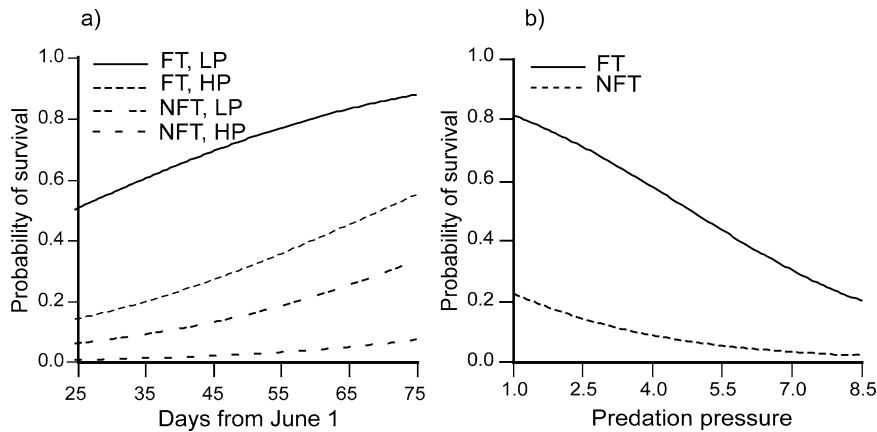 a)
Probability of survival
1.0
0.8
0.6
0.4
0.2
0.0
FT, LP
FT, HP
NFT, LP
NFT, HP
25 35 45 55 65 75
Days from June 1
b)
Probability of survival
1.0
0.8
0.6
0.4
0.2
0.0
FT
NFT
1.0 2.5 4.0 5.5 7.0 8.5
Predation pressure